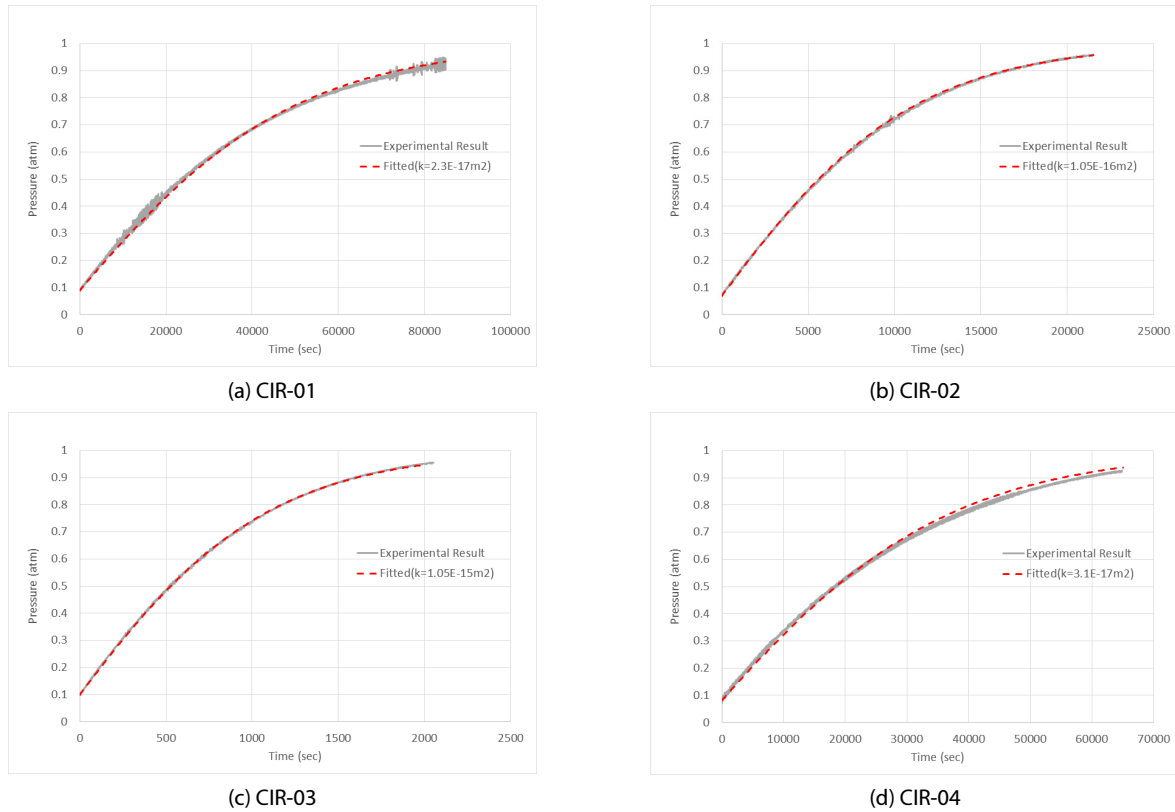 1
0.9
0.8
0.7
0.6
0.5
0.4
0.3
0.2
0.1
0
Pressure (atm)
Experimental Result
Fitted(k=2.3E-17m2)
0 20000 40000 60000 80000 100000
Time (sec)
(a) CIR-01
1
0.9
0.8
0.7
0.6
0.5
0.4
0.3
0.2
0.1
0
Pressure (atm)
Experimental Result
Fitted(k=1.05E-16m2)
0 5000 10000 15000 20000 25000
Time (sec)
(b) CIR-02
1
0.9
0.8
0.7
0.6
0.5
0.4
0.3
0.2
0.1
0
Pressure (atm)
Experimental Result
Fitted(k=1.05E-15m2)
0 500 1000 1500 2000 2500
Time (sec)
(c) CIR-03
1
0.9
0.8
0.7
0.6
0.5
0.4
0.3
0.2
0.1
0
Pressure (atm)
Experimental Result
Fitted(k=3.1E-17m2)
0 10000 20000 30000 40000 50000 60000 70000
Time (sec)
(d) CIR-04